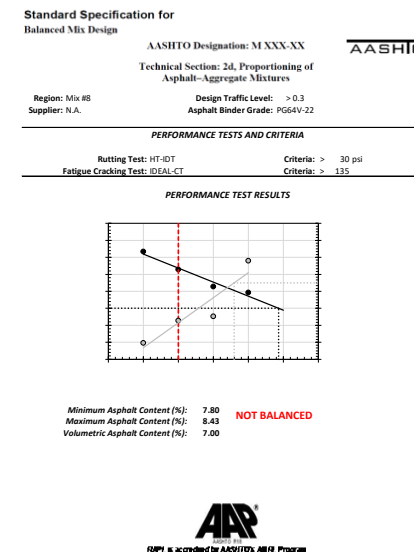 Standard Specification for
Balanced Mix Design
AASHTO Designation: M XXX-XX
AASHT
Technical Section: 2d, Proportioning of
Asphalt–Aggregate Mixtures
Region: Mix #8 Design Traffic Level: > 0.3
Supplier: N.A. Asphalt Binder Grade: PG64V-22
PERFORMANCE TESTS AND CRITERIA
Rutting Test: HT-IDT Criteria: > 30 psi
Fatigue Cracking Test: IDEAL-CT Criteria: > 135
PERFORMANCE TEST RESULTS
Minimum Asphalt Content (%): 7.80
NOT BALANCED
Maximum Asphalt Content (%): 8.43
Volumetric Asphalt Content (%): 7.00
AAP